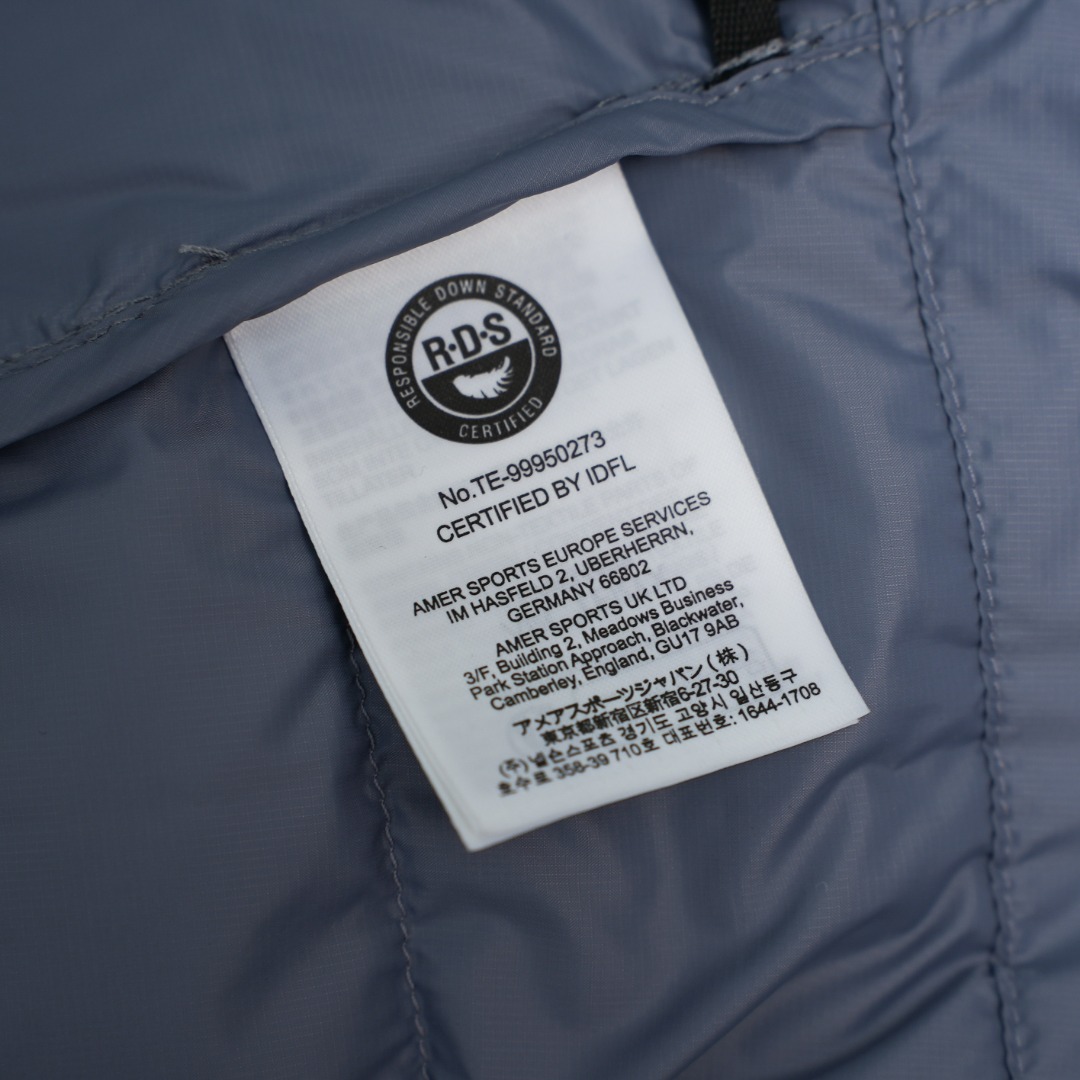 RESPONSIBLE DOWN STANDARD
R·D·S
CERTIFIED
No.TE-99950273
CERTIFIED BY IDFL
AMER SPORTS EUROPE SERVICES
IM HASFELD 2, UBERHERRN,
GERMANY 66802
AMER SPORTS UK LTD
3/F, Building 2, Meadows Business
Park Station Approach, Blackwater,
Camberley, England, GU17 9AB
アメアスポーツジャパン(株)
東京都新宿区新宿6-27-30
(주)넬슨스포츠 경기도 고양시 일산동구
호수로 358-39 710호 대표번호: 1644-1708